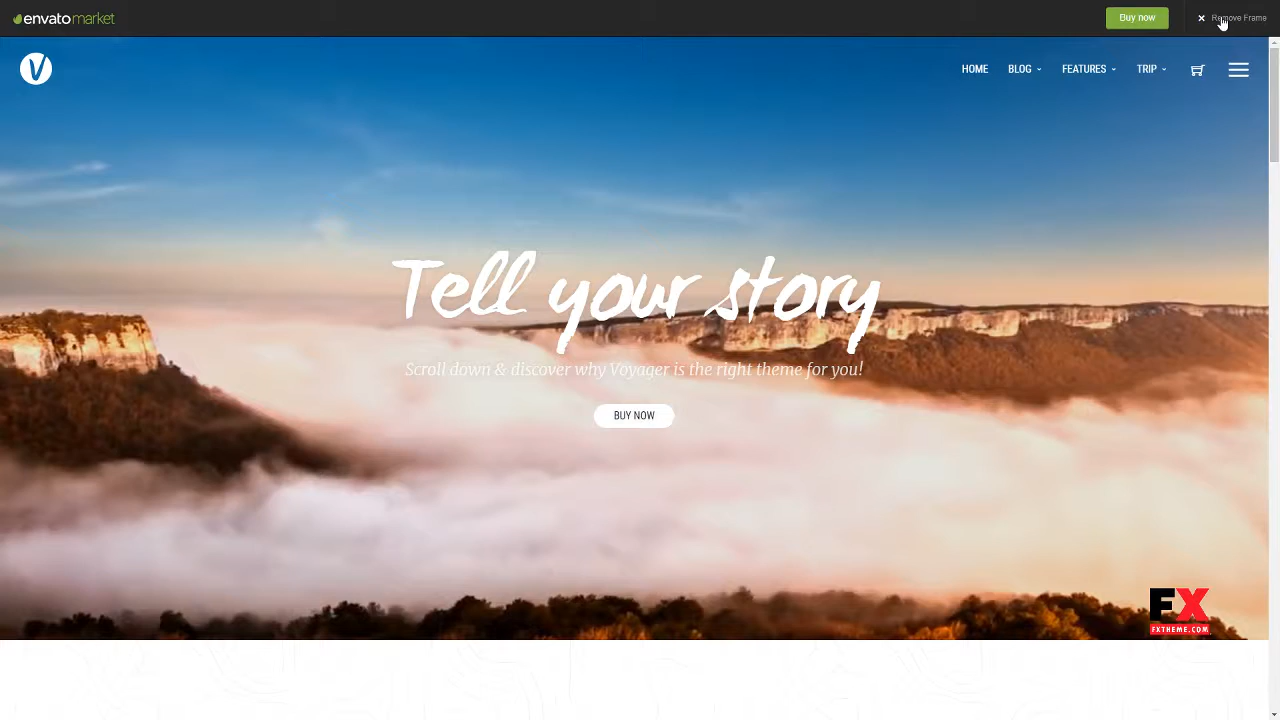 envato market
Buy now
× Remove Frame
V
HOME
BLOG
FEATURES
TRIP
Tell your story
Scroll down & discover why Voyager is the right theme for you!
BUY NOW
FX
FXTHEME.COM